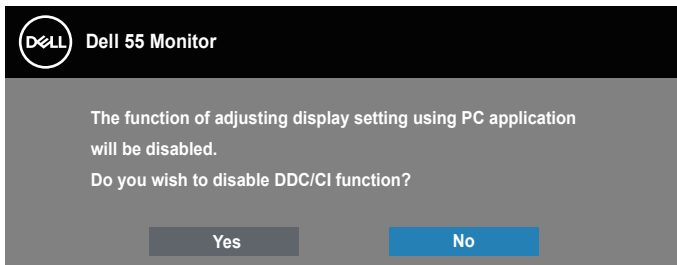 DELL
Dell 55 Monitor
The function of adjusting display setting using PC application
will be disabled.
Do you wish to disable DDC/CI function?
Yes
No